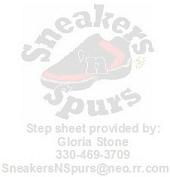 Sneakers
'n'
Spurs
Step sheet provided by:
Gloria Stone
330-469-3709
SneakersNSpurs@neo.rr.com